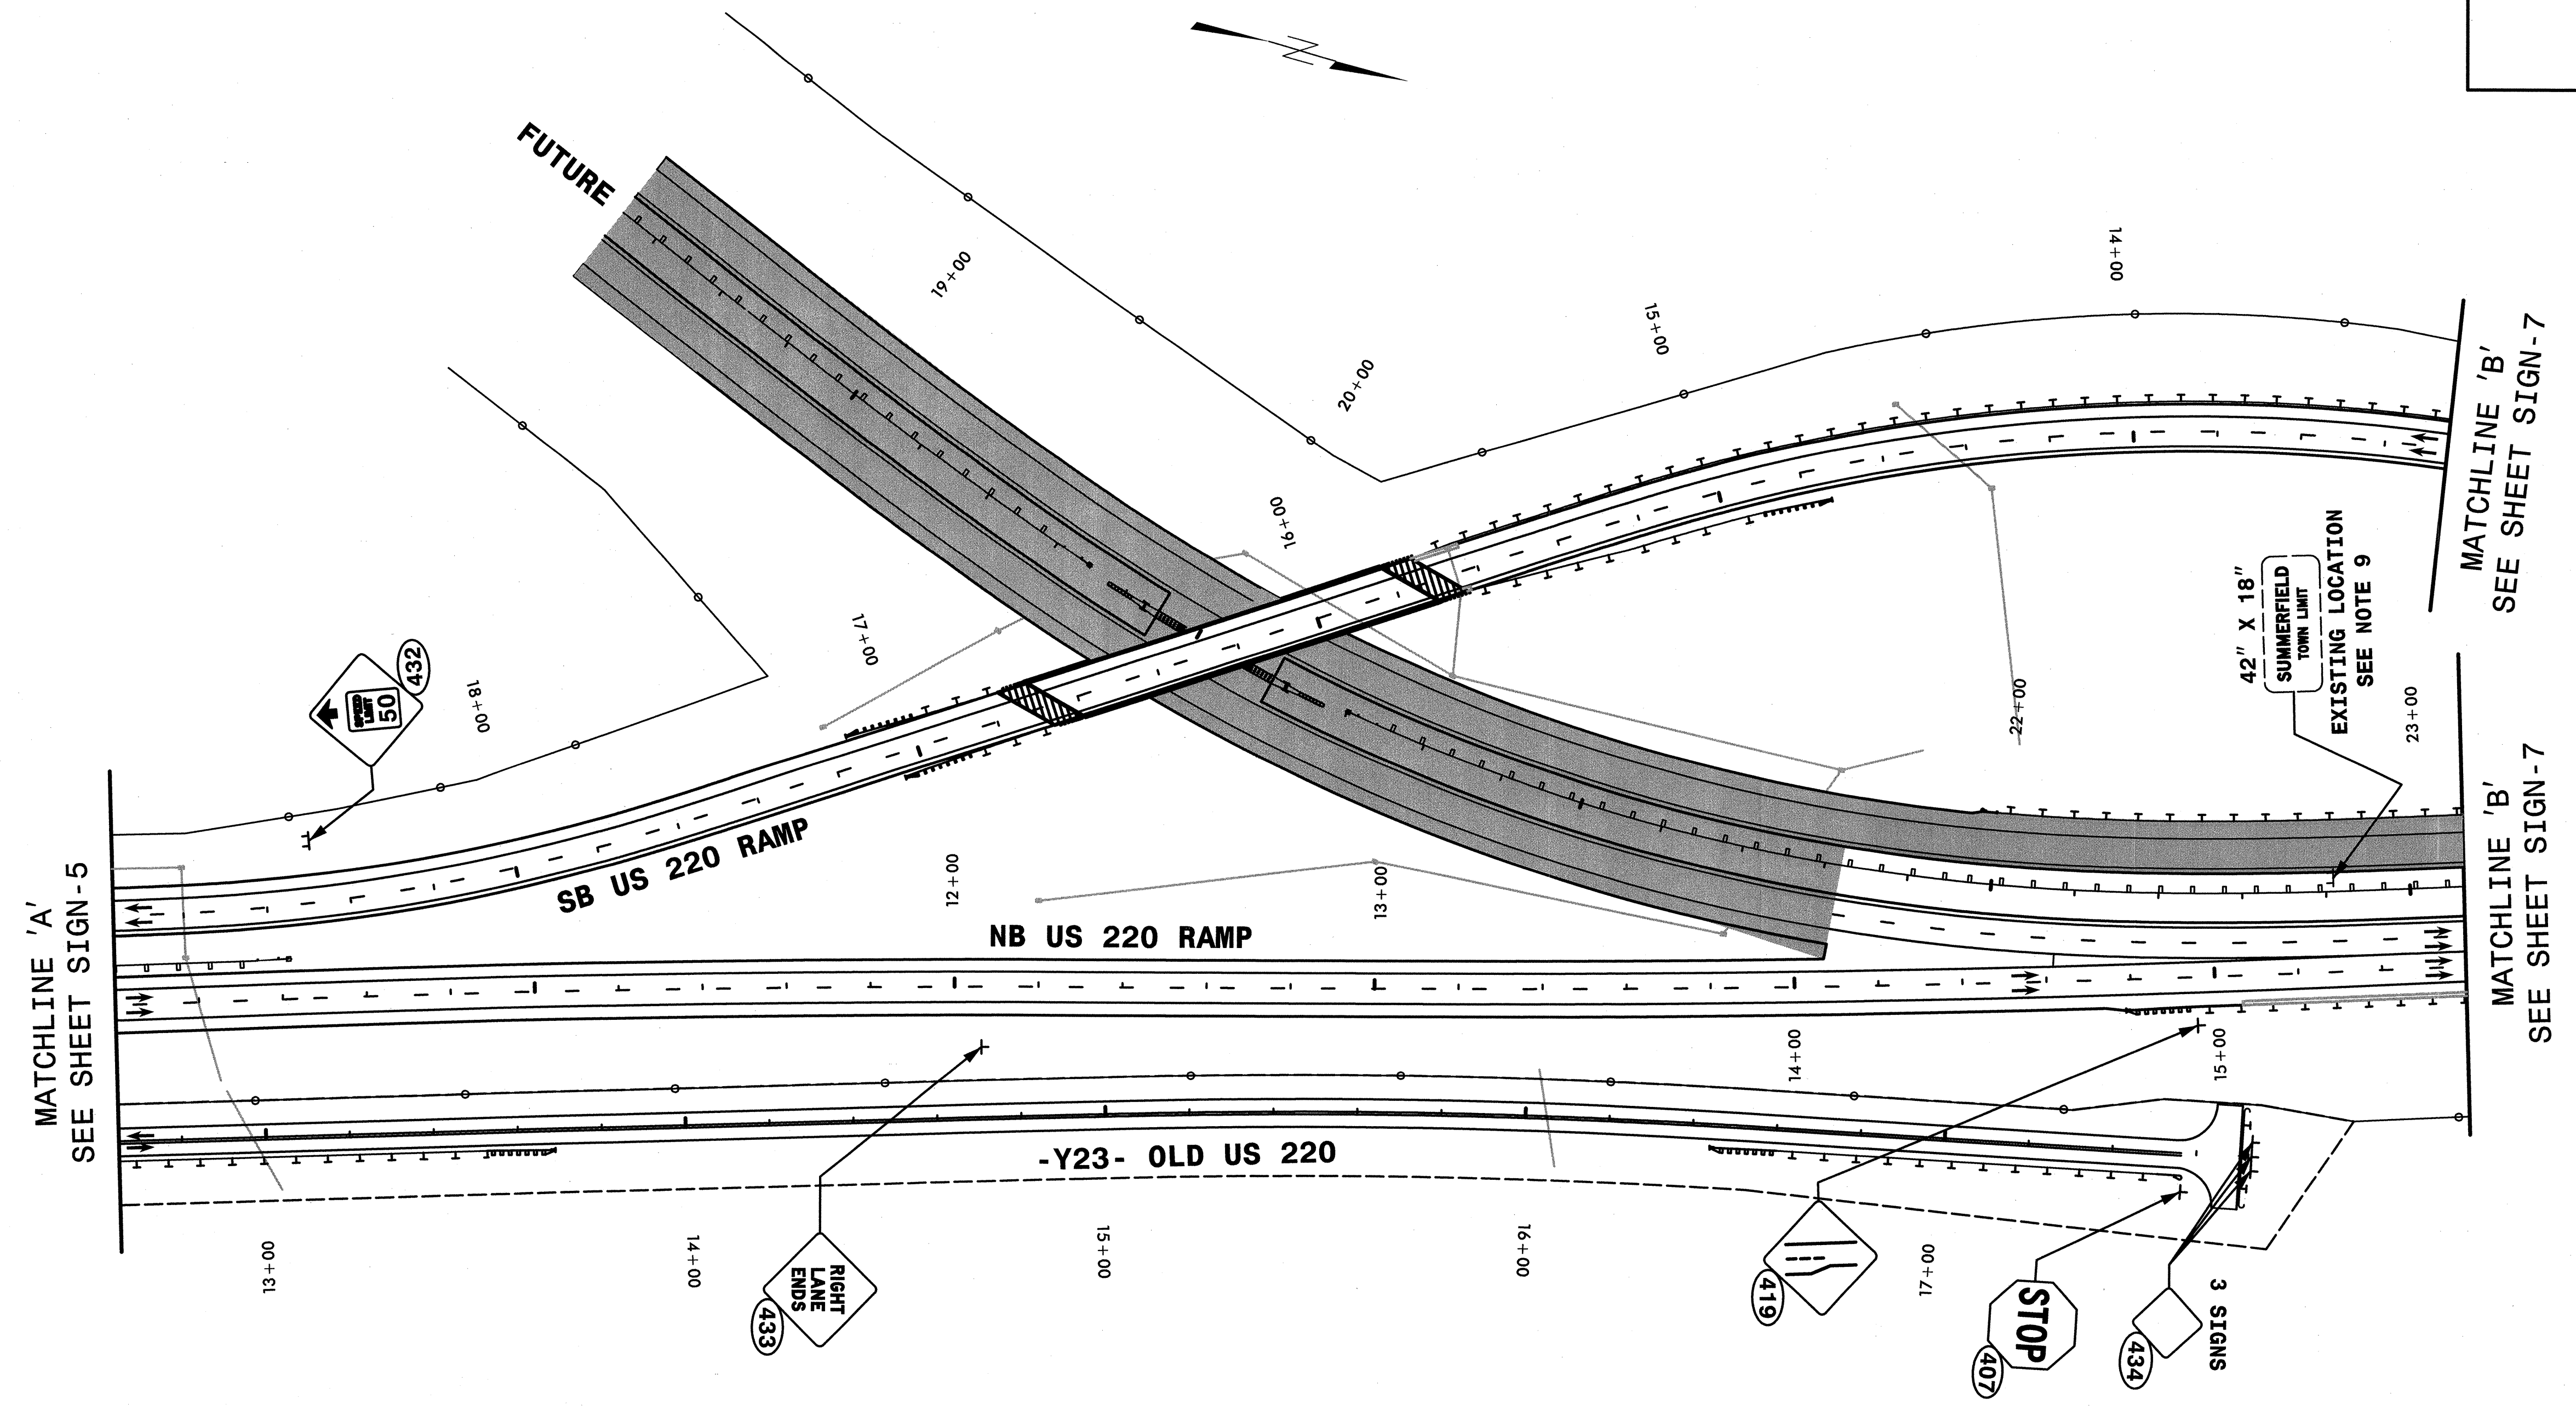 N
FUTURE
19+00
20+00
14+00
15+00
16+00
17+00
18+00
432
SPEED
LIMIT
50
MATCHLINE 'B'
SEE SHEET SIGN-7
42" X 18"
SUMMERFIELD
TOWN LIMIT
EXISTING LOCATION
SEE NOTE 9
22+00
23+00
MATCHLINE 'A'
SEE SHEET SIGN-5
SB US 220 RAMP
12+00
13+00
NB US 220 RAMP
MATCHLINE 'B'
SEE SHEET SIGN-7
14+00
15+00
-Y23- OLD US 220
13+00
14+00
15+00
16+00
17+00
RIGHT
LANE
ENDS
433
419
STOP
407
434
3 SIGNS